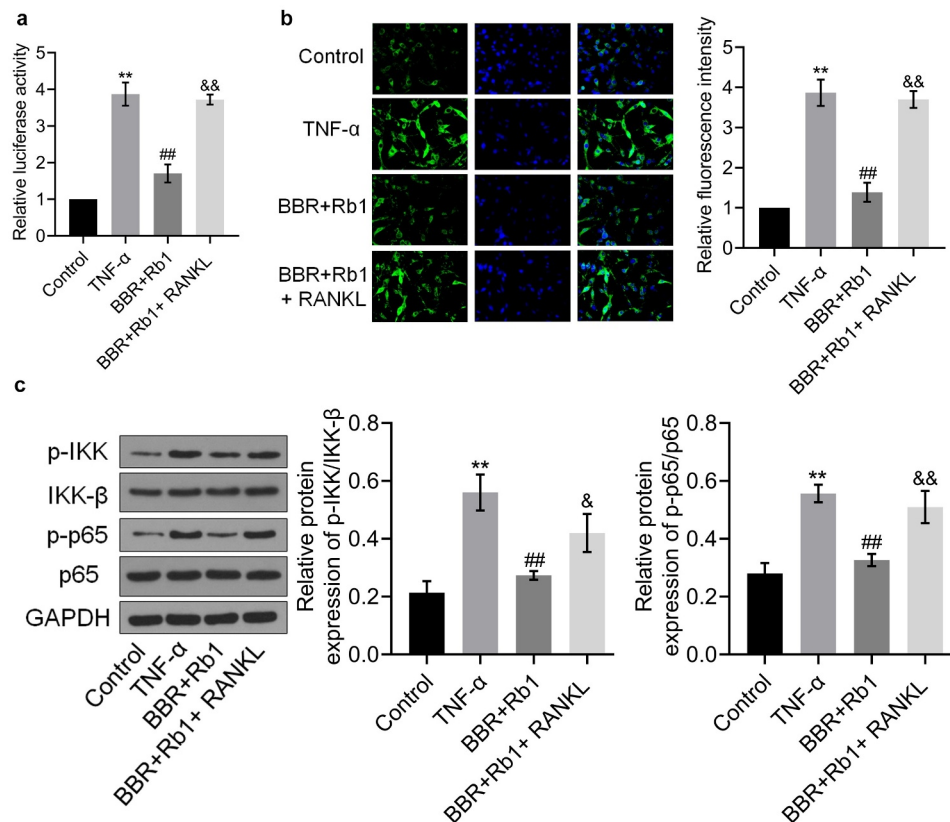 a
Relative luciferase activity
5
4
3
2
1
0
**
##
&&
Control
TNF-α
BBR+Rb1
BBR+Rb1+ RANKL
b
Control
TNF-α
BBR+Rb1
BBR+Rb1
+ RANKL
Relative fluorescence intensity
5
4
3
2
1
0
**
##
&&
Control
TNF-α
BBR+Rb1
BBR+Rb1+ RANKL
c
p-IKK
IKK-β
p-p65
p65
GAPDH
Control
TNF-α
BBR+Rb1
BBR+Rb1+ RANKL
Relative protein
expression of p-IKK/IKK-β
0.8
0.6
0.4
0.2
0.0
**
##
&
Control
TNF-α
BBR+Rb1
BBR+Rb1+ RANKL
Relative protein
expression of p-p65/p65
0.8
0.6
0.4
0.2
0.0
**
##
&&
Control
TNF-α
BBR+Rb1
BBR+Rb1+ RANKL